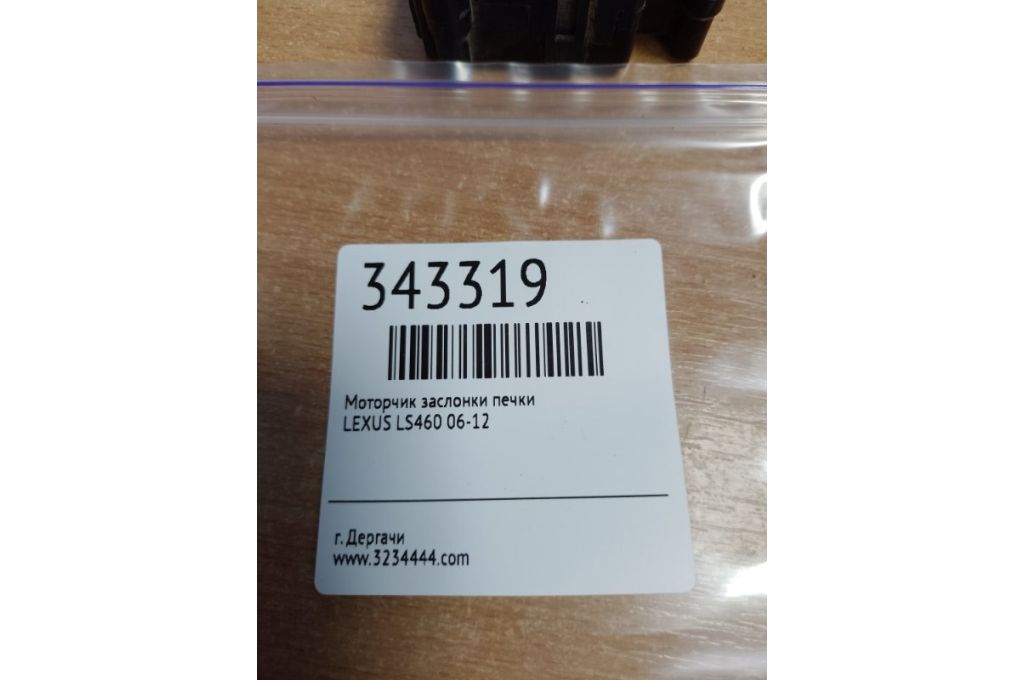 343319
Моторчик заслонки печки
LEXUS LS460 06-12
г. Дергачи
www.3234444.com